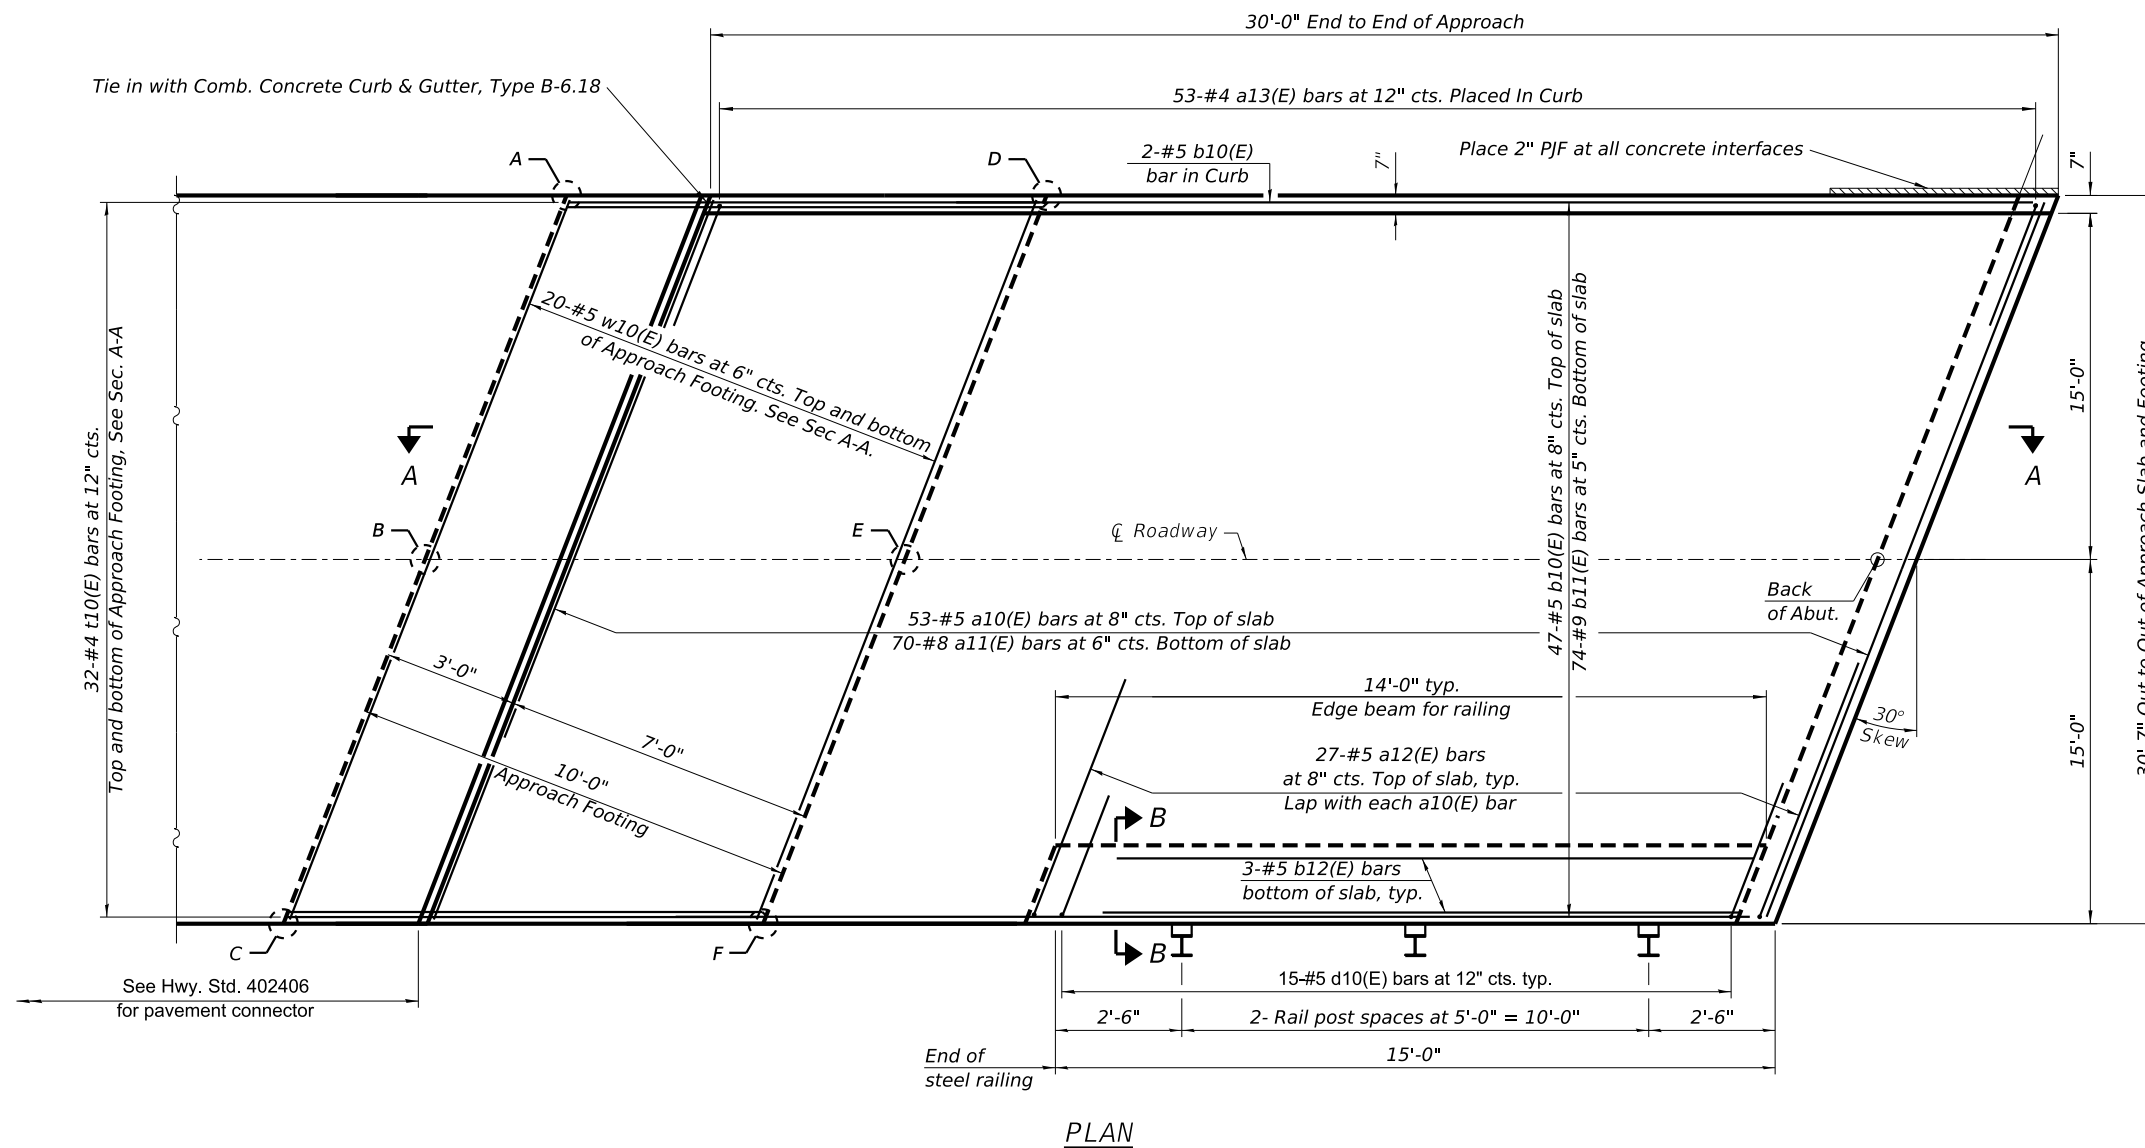 30'-0" End to End of Approach
Tie in with Comb. Concrete Curb & Gutter, Type B-6.18
53-#4 a13(E) bars at 12" cts. Placed In Curb
A
D
2-#5 b10(E)
bar in Curb
7"
Place 2" PJF at all concrete interfaces
7"
32-#4 t10(E) bars at 12" cts.
Top and bottom of Approach Footing, See Sec. A-A
20-#5 w10(E) bars at 6" cts. Top and bottom
of Approach Footing. See Sec A-A.
47-#5 b10(E) bars at 8" cts. Top of slab
74-#9 b11(E) bars at 5" cts. Bottom of slab
15'-0"
30'-7" Out to Out of Approach Slab and Footing
A
A
B
E
℄ Roadway
Back
of Abut.
53-#5 a10(E) bars at 8" cts. Top of slab
70-#8 a11(E) bars at 6" cts. Bottom of slab
3'-0"
7'-0"
10'-0"
Approach Footing
14'-0" typ.
Edge beam for railing
30°
Skew
15'-0"
27-#5 a12(E) bars
at 8" cts. Top of slab, typ.
Lap with each a10(E) bar
B
3-#5 b12(E) bars
bottom of slab, typ.
C
F
B
See Hwy. Std. 402406
for pavement connector
15-#5 d10(E) bars at 12" cts. typ.
2'-6"
2- Rail post spaces at 5'-0" = 10'-0"
2'-6"
End of
steel railing
15'-0"
PLAN